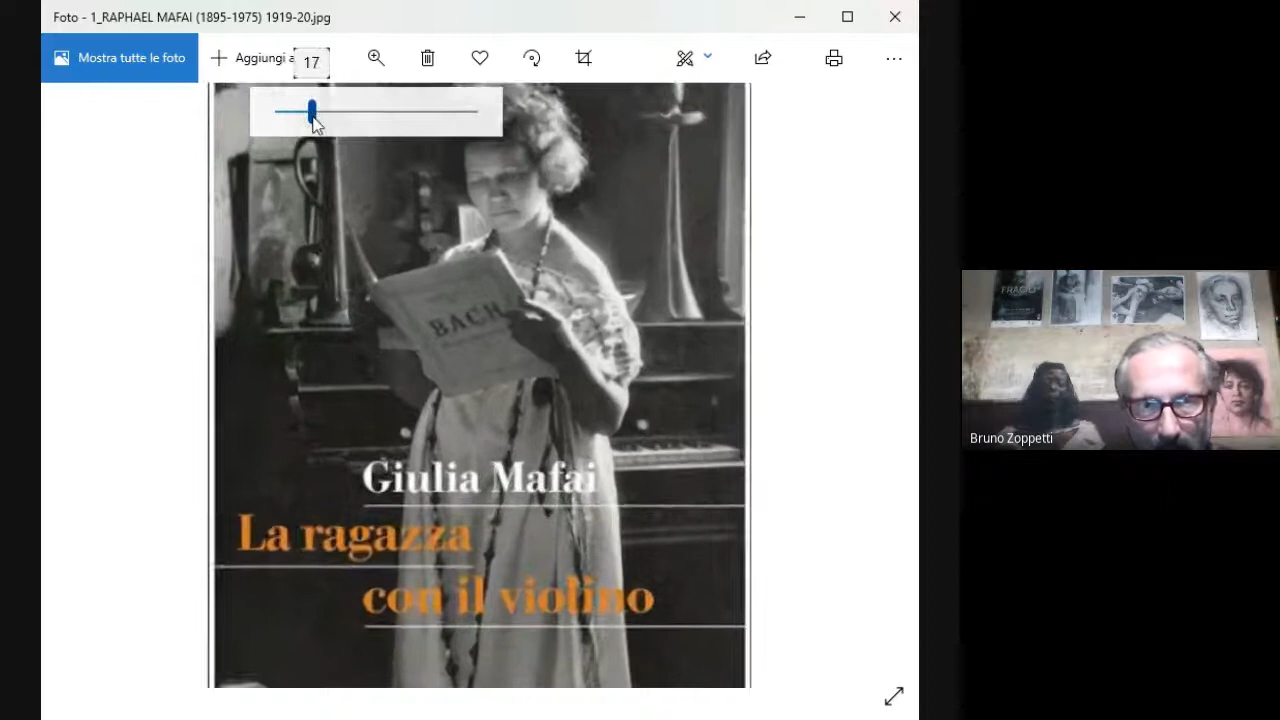 Foto - 1_RAPHAEL MAFAI (1895-1975) 1919-20.jpg
Mostra tutte le foto
Aggiungi a
17
BACH
Giulia Mafai
La ragazza
con il violino
Bruno Zoppetti